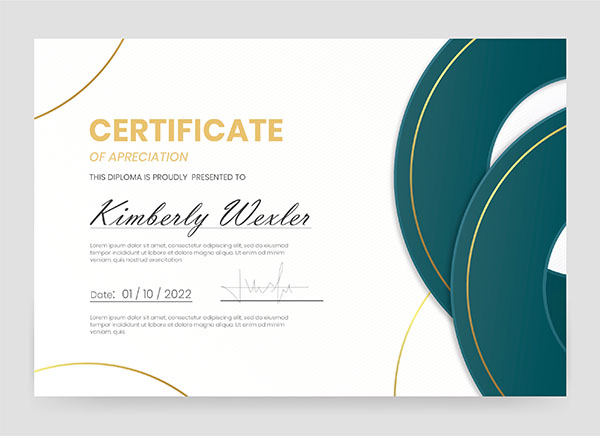 CERTIFICATE
OF APRECIATION
THIS DIPLOMA IS PROUDLY PRESENTED TO
Kimberly Wexler
Lorem ipsum dolor sit amet, consectetur adipiscing elit, sed do eiusmod
tempor incididunt ut labore et dolore magna aliqua. Ut enim ad minim
veniam, quis nostrud exercitation.
Date: 01 / 10 / 2022
Lorem ipsum dolor sit amet, consectetur adipiscing elit, sed do eiusmod
tempor incididunt ut labore et dolore magna aliqua. Ut enim ad minim
veniam, quis.